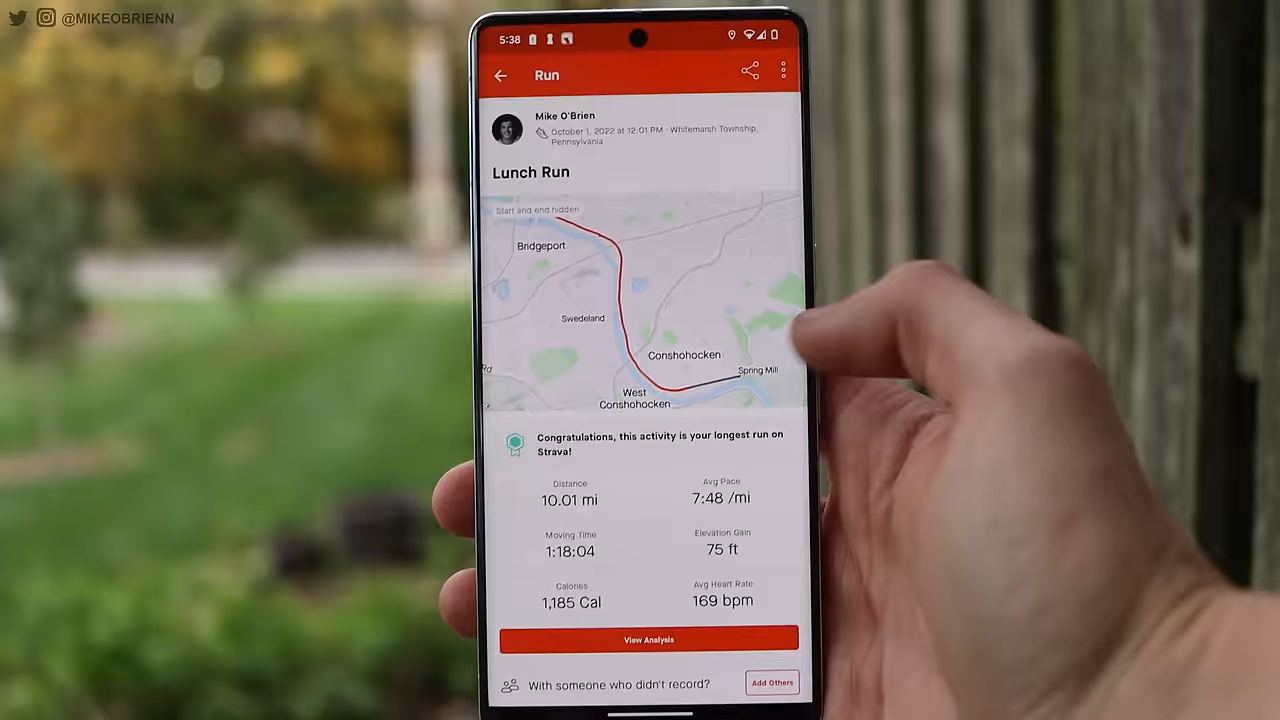 @MIKEOBRIENN
5:38
Run
Mike O'Brien
October 1, 2022 at 12:01 PM · Whitemarsh Township,
Pennsylvania
Lunch Run
Start and end hidden
Bridgeport
Swedeland
Conshohocken
Rd
Spring Mill
West
Conshohocken
Congratulations, this activity is your longest run on
Strava!
Distance
10.01 mi
Avg Pace
7:48 /mi
Moving Time
1:18:04
Elevation Gain
75 ft
Calories
1,185 Cal
Avg Heart Rate
169 bpm
View Analysis
With someone who didn't record?
Add Others